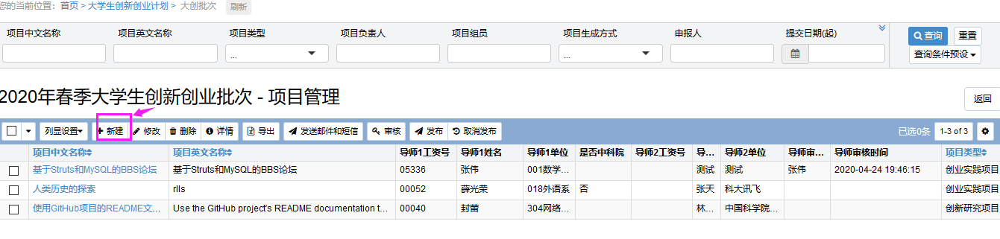 您的当前位置： 首页 > 大学生创新创业计划 > 大创批次 刷新
项目中文名称 项目英文名称 项目类型 项目负责人 项目组员 项目生成方式 申报人 提交日期(起)
查询 重置
... ...
查询条件预设
2020年春季大学生创新创业批次 - 项目管理
返回
列显设置 新建 修改 删除 详情 导出 发送邮件和短信 审核 发布 取消发布 已选0条 1-3 of 3
项目中文名称 项目英文名称 导师1工资号 导师1姓名 导师1单位 是否中科院 导师2工资号 导... 导师2单位 导师审... 导师审核时间 项目类型
基于Struts和MySQL的BBS论坛 基于Struts和MySQL的BBS论坛 05336 张伟 001数学... 测试 测试 张伟 2020-04-24 19:46:15 创业实践项目
人类历史的探索 rlls 00052 薛光荣 018外语系 否 张天 科大讯飞 创业实践项目
使用GitHub项目的README文... Use the GitHub project's README documentation t... 00040 封蕾 304网络... 林... 中国科学院... 创新研究项目